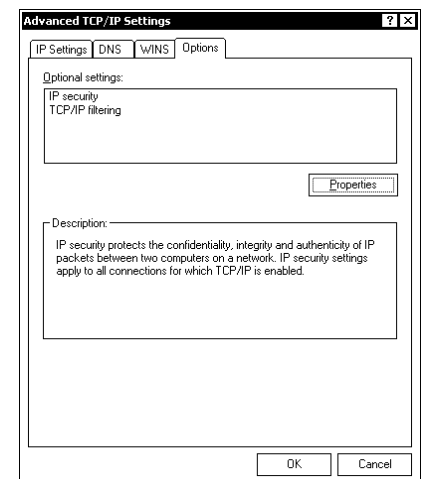 Advanced TCP/IP Settings
? ×
IP Settings DNS WINS Options
Optional settings:
IP security
TCP/IP filtering
Properties
Description:
IP security protects the confidentiality, integrity and authenticity of IP
packets between two computers on a network. IP security settings
apply to all connections for which TCP/IP is enabled.
OK Cancel